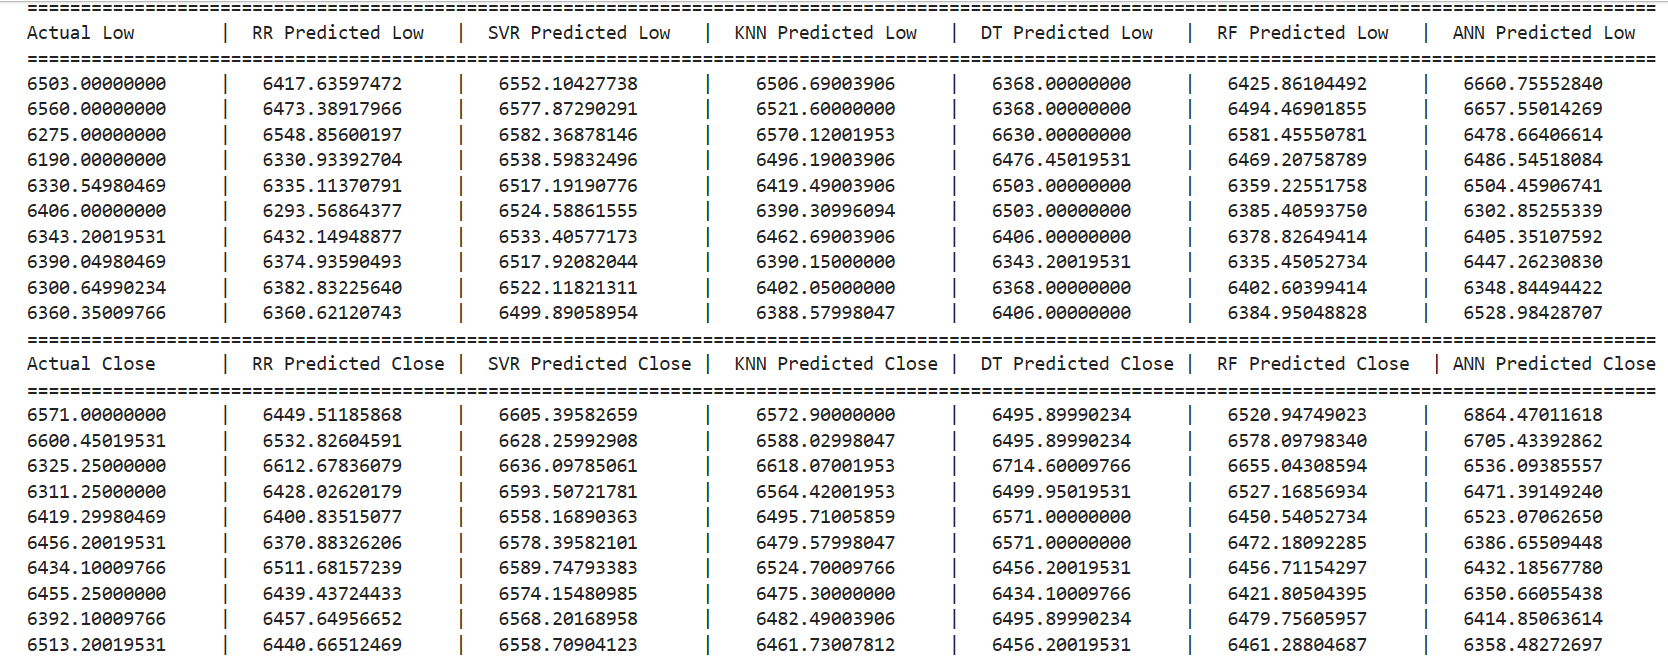 ================================================================================================================================================================
Actual Low | RR Predicted Low | SVR Predicted Low | KNN Predicted Low | DT Predicted Low | RF Predicted Low | ANN Predicted Low
================================================================================================================================================================
6503.00000000 | 6417.63597472 | 6552.10427738 | 6506.69003906 | 6368.00000000 | 6425.86104492 | 6660.75552840
6560.00000000 | 6473.38917966 | 6577.87290291 | 6521.60000000 | 6368.00000000 | 6494.46901855 | 6657.55014269
6275.00000000 | 6548.85600197 | 6582.36878146 | 6570.12001953 | 6630.00000000 | 6581.45550781 | 6478.66406614
6190.00000000 | 6330.93392704 | 6538.59832496 | 6496.19003906 | 6476.45019531 | 6469.20758789 | 6486.54518084
6330.54980469 | 6335.11370791 | 6517.19190776 | 6419.49003906 | 6503.00000000 | 6359.22551758 | 6504.45906741
6406.00000000 | 6293.56864377 | 6524.58861555 | 6390.30996094 | 6503.00000000 | 6385.40593750 | 6302.85255339
6343.20019531 | 6432.14948877 | 6533.40577173 | 6462.69003906 | 6406.00000000 | 6378.82649414 | 6405.35107592
6390.04980469 | 6374.93590493 | 6517.92082044 | 6390.15000000 | 6343.20019531 | 6335.45052734 | 6447.26230830
6300.64990234 | 6382.83225640 | 6522.11821311 | 6402.05000000 | 6368.00000000 | 6402.60399414 | 6348.84494422
6360.35009766 | 6360.62120743 | 6499.89058954 | 6388.57998047 | 6406.00000000 | 6384.95048828 | 6528.98428707
================================================================================================================================================================
Actual Close | RR Predicted Close | SVR Predicted Close | KNN Predicted Close | DT Predicted Close | RF Predicted Close | ANN Predicted Close
================================================================================================================================================================
6571.00000000 | 6449.51185868 | 6605.39582659 | 6572.90000000 | 6495.89990234 | 6520.94749023 | 6864.47011618
6600.45019531 | 6532.82604591 | 6628.25992908 | 6588.02998047 | 6495.89990234 | 6578.09798340 | 6705.43392862
6325.25000000 | 6612.67836079 | 6636.09785061 | 6618.07001953 | 6714.60009766 | 6655.04308594 | 6536.09385557
6311.25000000 | 6428.02620179 | 6593.50721781 | 6564.42001953 | 6499.95019531 | 6527.16856934 | 6471.39149240
6419.29980469 | 6400.83515077 | 6558.16890363 | 6495.71005859 | 6571.00000000 | 6450.54052734 | 6523.07062650
6456.20019531 | 6370.88326206 | 6578.39582101 | 6479.57998047 | 6571.00000000 | 6472.18092285 | 6386.65509448
6434.10009766 | 6511.68157239 | 6589.74793383 | 6524.70009766 | 6456.20019531 | 6456.71154297 | 6432.18567780
6455.25000000 | 6439.43724433 | 6574.15480985 | 6475.30000000 | 6434.10009766 | 6421.80504395 | 6350.66055438
6392.10009766 | 6457.64956652 | 6568.20168958 | 6482.49003906 | 6495.89990234 | 6479.75605957 | 6414.85063614
6513.20019531 | 6440.66512469 | 6558.70904123 | 6461.73007812 | 6456.20019531 | 6461.28804687 | 6358.48272697